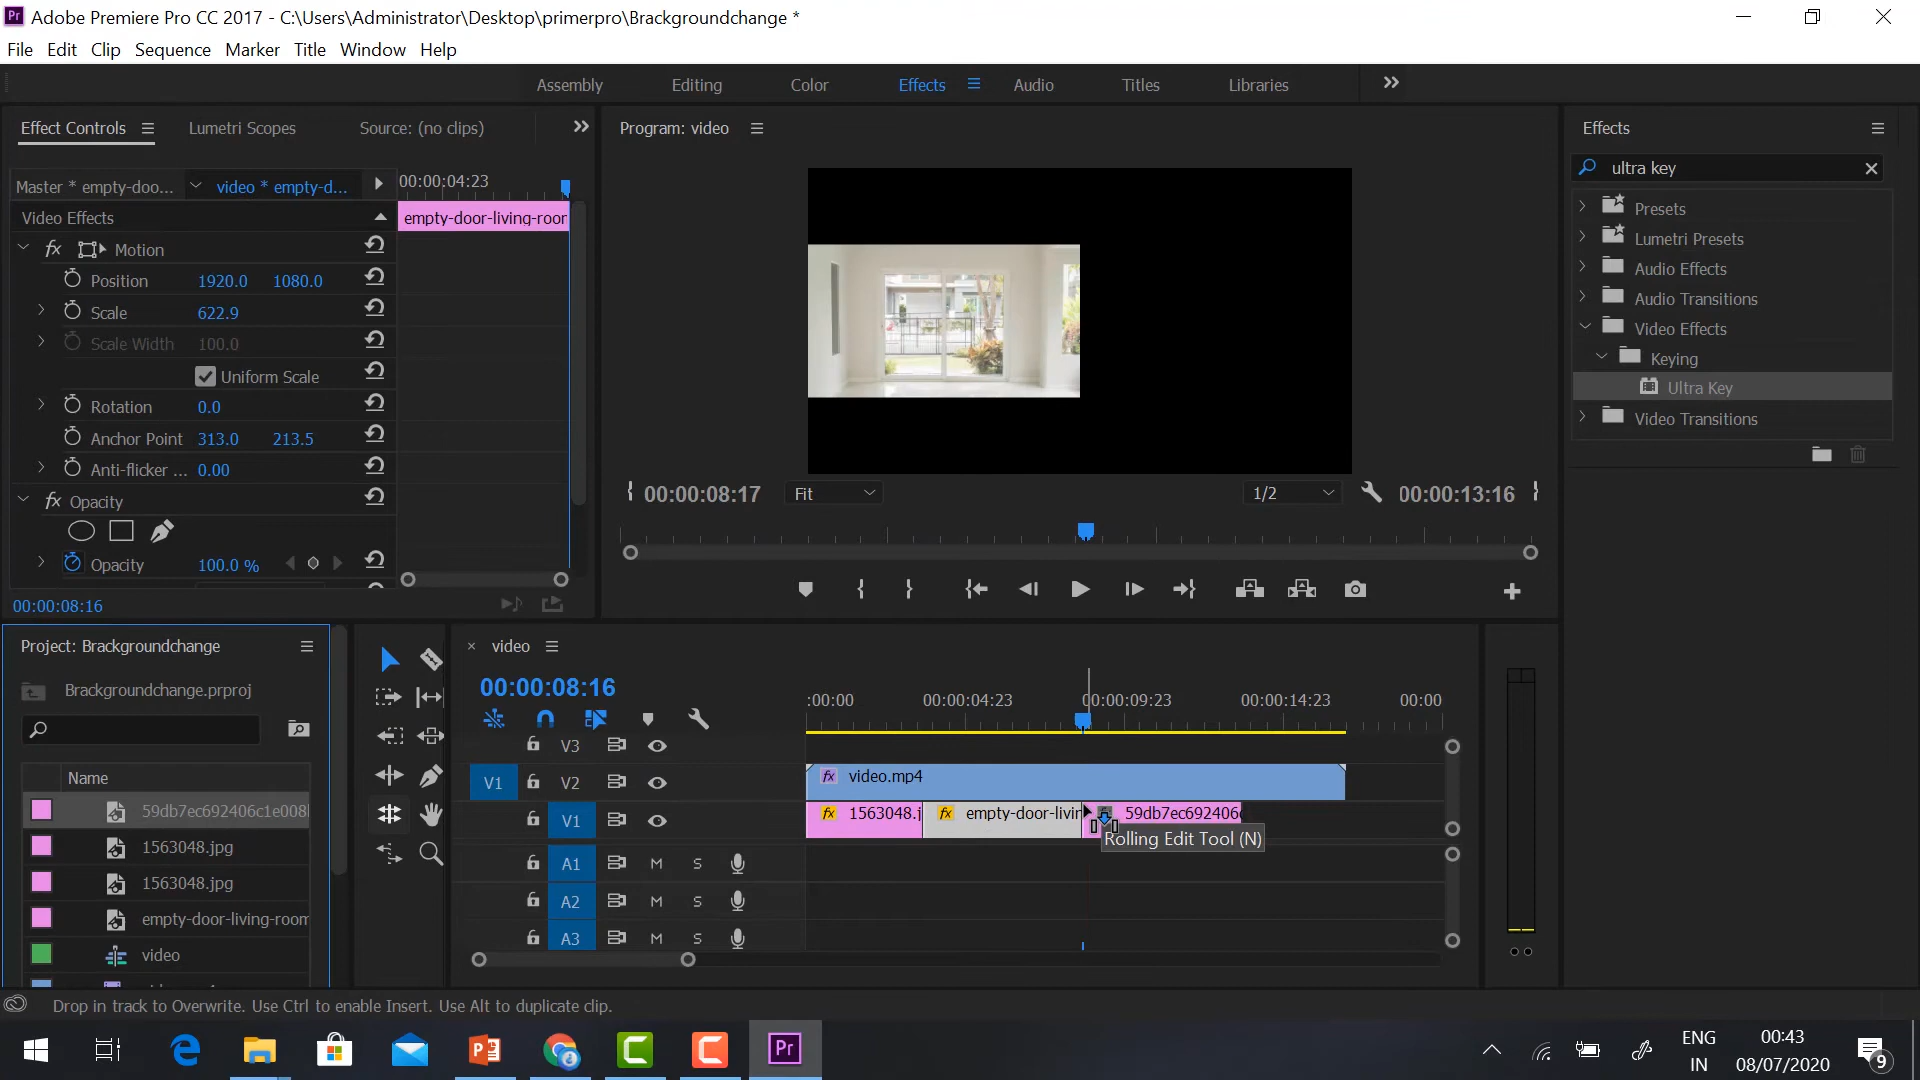 Adobe Premiere Pro CC 2017 - C:\Users\Administrator\Desktop\primerpro\Brackgroundchange *
File Edit Clip Sequence Marker Title Window Help
Assembly Editing Color Effects Audio Titles Libraries
Effect Controls Lumetri Scopes Source: (no clips)
Master * empty-doo... video * empty-d... 00:00:04:23
Video Effects empty-door-living-roor
fx Motion
Position 1920.0 1080.0
Scale 622.9
Scale Width 100.0
Uniform Scale
Rotation 0.0
Anchor Point 313.0 213.5
Anti-flicker ... 0.00
fx Opacity
Opacity 100.0 %
00:00:08:16
Program: video
00:00:08:17 Fit 1/2 00:00:13:16
Effects
ultra key
Presets
Lumetri Presets
Audio Effects
Audio Transitions
Video Effects
Keying
Ultra Key
Video Transitions
Project: Brackgroundchange
Brackgroundchange.prproj
Name
59db7ec692406c1e008
1563048.jpg
1563048.jpg
empty-door-living-room
video
video
00:00:08:16
:00:00 00:00:04:23 00:00:09:23 00:00:14:23 00:00
V3
V1 V2 fx video.mp4
V1 fx 1563048.j fx empty-door-livin 59db7ec692406
Rolling Edit Tool (N)
A1 M S
A2 M S
A3 M S
Drop in track to Overwrite. Use Ctrl to enable Insert. Use Alt to duplicate clip.
Pr
ENG
IN
00:43
08/07/2020
9